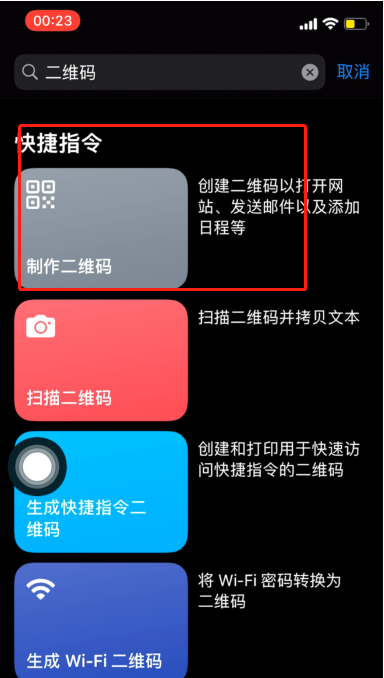 00:23
二维码
取消
快捷指令
制作二维码
创建二维码以打开网
站、发送邮件以及添加
日程等
扫描二维码
扫描二维码并拷贝文本
生成快捷指令二
维码
创建和打印用于快速访
问快捷指令的二维码
生成 Wi-Fi 二维码
将 Wi-Fi 密码转换为
二维码